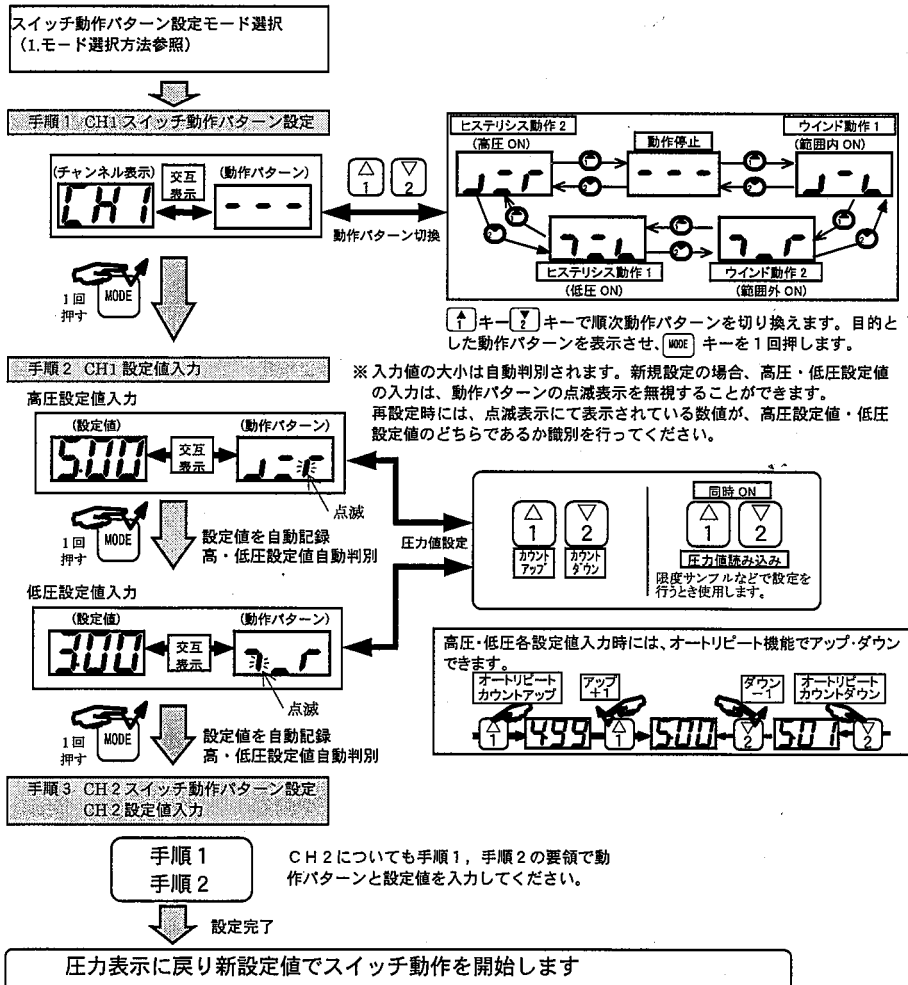 スイッチ動作パターン設定モード選択
（1.モード選択方法参照）
手順1 CH1スイッチ動作パターン設定
(チャンネル表示)
CH1
交互
表示
(動作パターン)
- - -
△
1
▽
2
動作パターン切換
ヒステリシス動作2
(高圧 ON)
動作停止
- - -
ウインド動作1
(範囲内 ON)
ヒステリシス動作1
(低圧 ON)
ウインド動作2
(範囲外 ON)
1回
押す
MODE
1キー 2キーで順次動作パターンを切り換えます。目的と
した動作パターンを表示させ、MODE キーを1回押します。
手順2 CH1設定値入力
※入力値の大小は自動判別されます。新規設定の場合、高圧・低圧設定値
の入力は、動作パターンの点滅表示を無視することができます。
再設定時には、点滅表示にて表示されている数値が、高圧設定値・低圧
設定値のどちらであるか識別を行ってください。
高圧設定値入力
(設定値)
5.00
交互
表示
(動作パターン)
点滅
1回
押す
MODE
設定値を自動記録
高・低圧設定値自動判別
圧力値設定
△
1
カウント
アップ
▽
2
カウント
ダウン
同時 ON
△
1
▽
2
圧力値読み込み
限度サンプルなどで設定を
行うとき使用します。
低圧設定値入力
(設定値)
3.00
交互
表示
(動作パターン)
点滅
1回
押す
MODE
設定値を自動記録
高・低圧設定値自動判別
高圧・低圧各設定値入力時には、オートリピート機能でアップ・ダウン
できます。
オートリピート
カウントアップ
アップ
+1
ダウン
−1
オートリピート
カウントダウン
△
1
4.99
△
1
5.00
▽
2
5.01
▽
2
手順3 CH2スイッチ動作パターン設定
CH2設定値入力
手順1
手順2
CH2についても手順1，手順2の要領で動
作パターンと設定値を入力してください。
設定完了
圧力表示に戻り新設定値でスイッチ動作を開始します